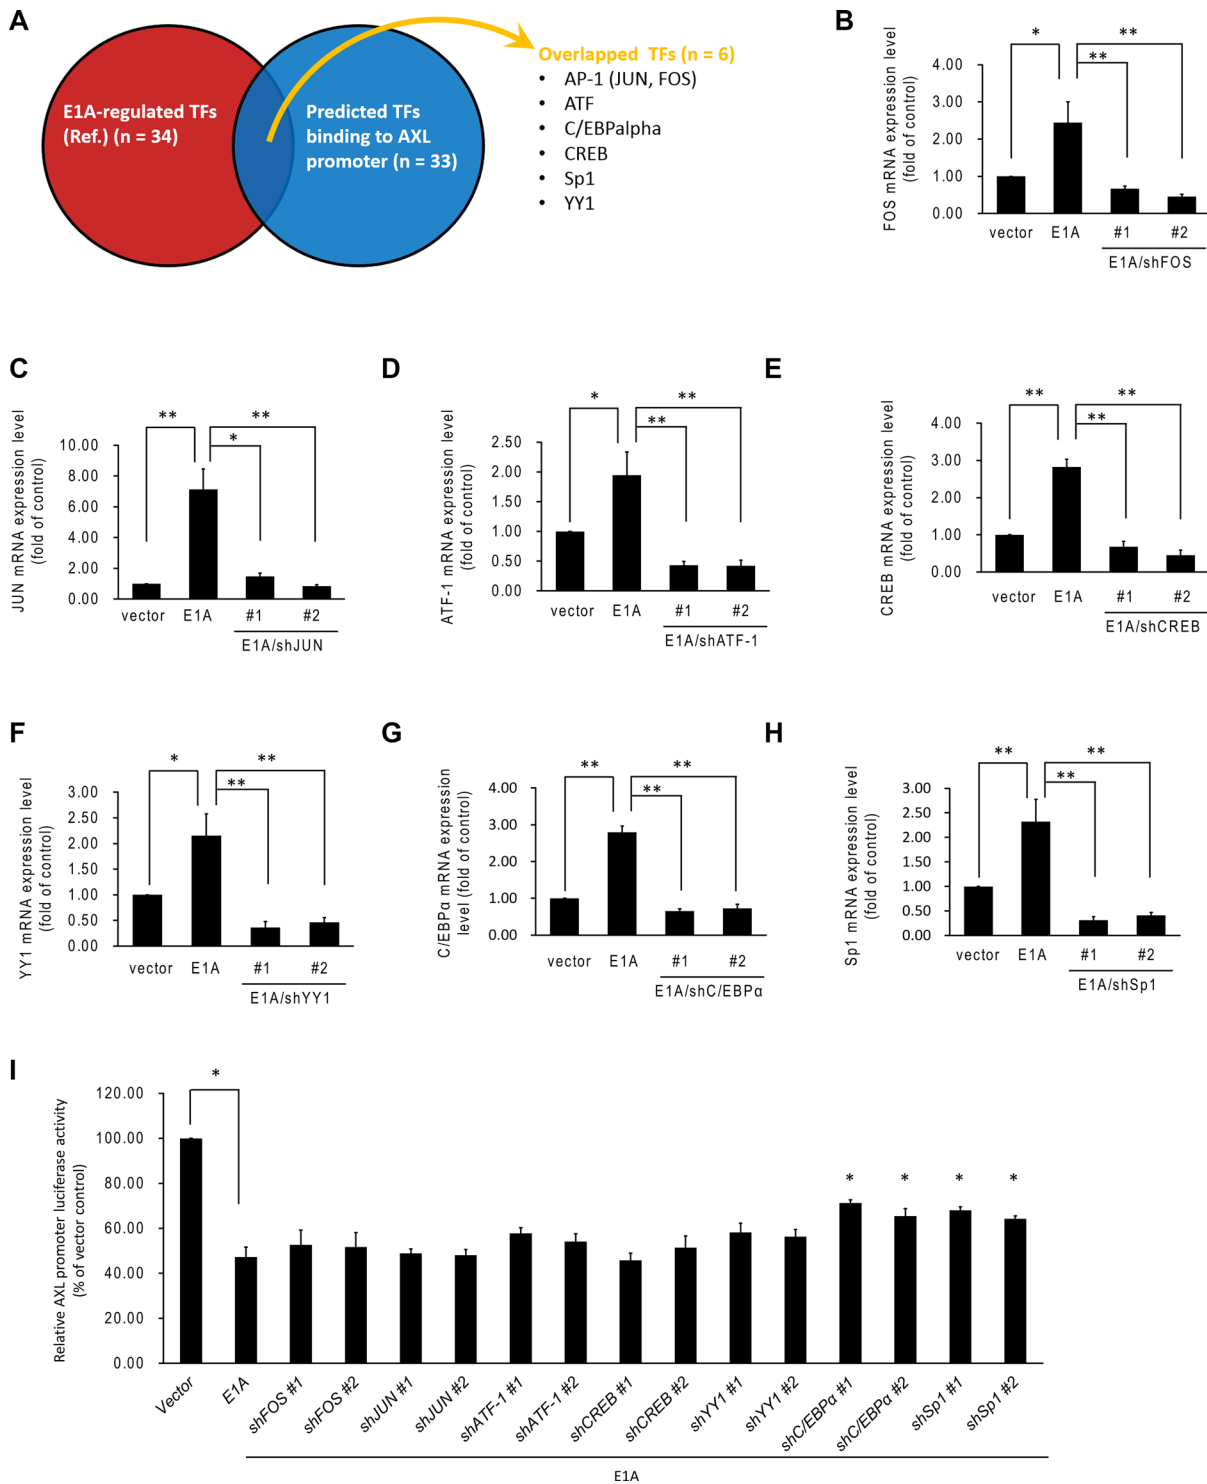 A
E1A-regulated TFs
(Ref.) (n = 34)
Predicted TFs
binding to AXL
promoter (n = 33)
Overlapped TFs (n = 6)
• AP-1 (JUN, FOS)
• ATF
• C/EBPalpha
• CREB
• Sp1
• YY1
B
FOS mRNA expression level
(fold of control)
4.00
3.00
2.00
1.00
0.00
* ** **
vector E1A #1 #2
E1A/shFOS
C
JUN mRNA expression level
(fold of control)
10.00
8.00
6.00
4.00
2.00
0.00
** ** *
vector E1A #1 #2
E1A/shJUN
D
ATF-1 mRNA expression level
(fold of control)
2.50
2.00
1.50
1.00
0.50
0.00
* ** **
vector E1A #1 #2
E1A/shATF-1
E
CREB mRNA expression level
(fold of control)
4.00
3.00
2.00
1.00
0.00
** ** **
vector E1A #1 #2
E1A/shCREB
F
YY1 mRNA expression level
(fold of control)
3.00
2.50
2.00
1.50
1.00
0.50
0.00
* ** **
vector E1A #1 #2
E1A/shYY1
G
C/EBPα mRNA expression
level (fold of control)
4.00
3.00
2.00
1.00
0.00
** ** **
vector E1A #1 #2
E1A/shC/EBPα
H
Sp1 mRNA expression level
(fold of control)
3.00
2.50
2.00
1.50
1.00
0.50
0.00
** ** **
vector E1A #1 #2
E1A/shSp1
I
Relative AXL promoter luciferase activity
(% of vector control)
120.00
100.00
80.00
60.00
40.00
20.00
0.00
*
* * * *
Vector
E1A
shFOS #1
shFOS #2
shJUN #1
shJUN #2
shATF-1 #1
shATF-1 #2
shCREB #1
shCREB #2
shYY1 #1
shYY1 #2
shC/EBPα #1
shC/EBPα #2
shSp1 #1
shSp1 #2
E1A